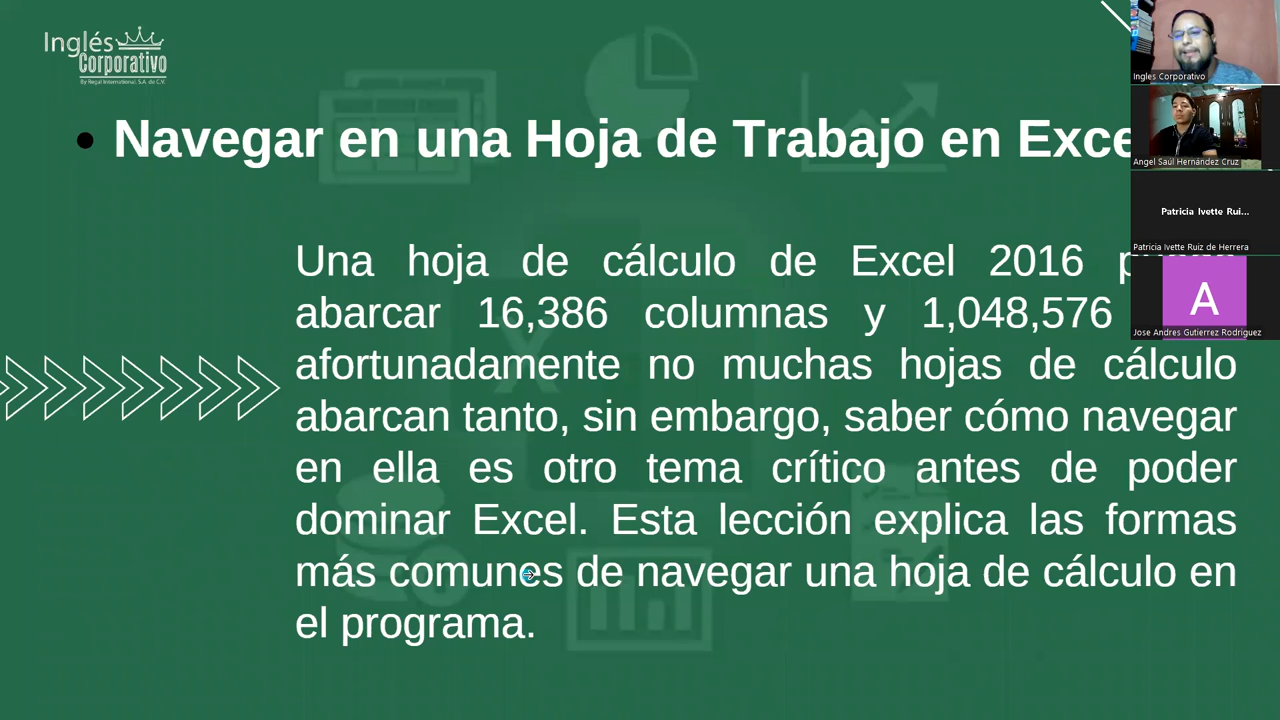 Inglés
Corporativo
By Regal International, S.A. de C.V.
• Navegar en una Hoja de Trabajo en Exce
Una hoja de cálculo de Excel 2016
abarcar 16,386 columnas y 1,048,576
afortunadamente no muchas hojas de cálculo
abarcan tanto, sin embargo, saber cómo navegar
en ella es otro tema crítico antes de poder
dominar Excel. Esta lección explica las formas
más comunes de navegar una hoja de cálculo en
el programa.
Ingles Corporativo
Angel Saúl Hernández Cruz
Patricia Ivette Rui...
Patricia Ivette Ruiz de Herrera
A
Jose Andres Gutierrez Rodriguez